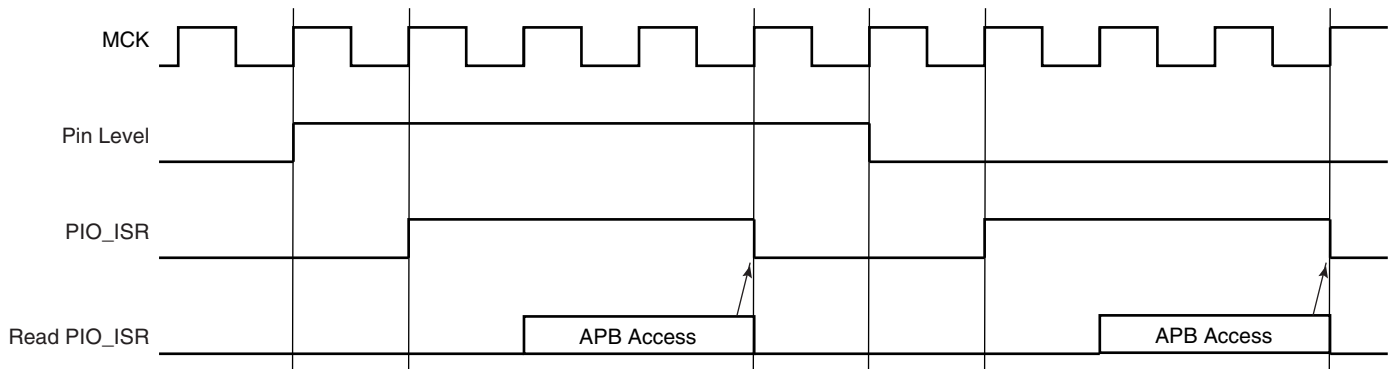 MCK
Pin Level
PIO_ISR
Read PIO_ISR
APB Access
APB Access